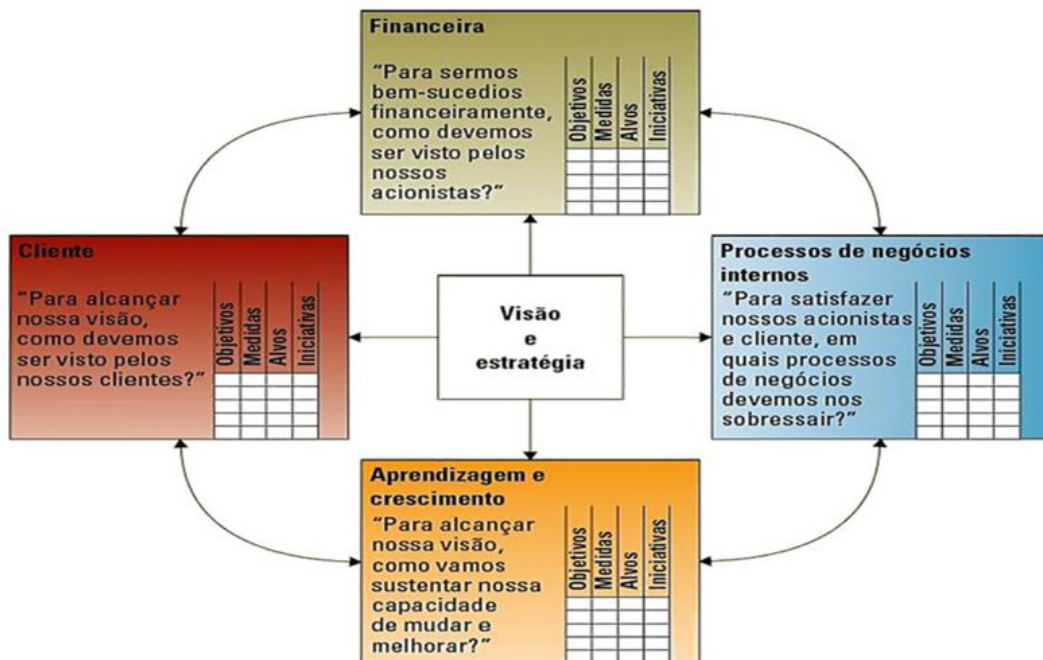 Financeira
“Para sermos
bem-sucedios
financeiramente,
como devemos
ser visto pelos
nossos
acionistas?”
Objetivos
Medidas
Alvos
Iniciativas
Cliente
“Para alcançar
nossa visão,
como devemos
ser visto pelos
nossos clientes?”
Objetivos
Medidas
Alvos
Iniciativas
Visão
e
estratégia
Processos de negócios
internos
“Para satisfazer
nossos acionistas
e cliente, em
quais processos
de negócios
devemos nos
sobressair?”
Objetivos
Medidas
Alvos
Iniciativas
Aprendizagem e
crescimento
“Para alcançar
nossa visão,
como vamos
sustentar nossa
capacidade
de mudar e
melhorar?”
Objetivos
Medidas
Alvos
Iniciativas